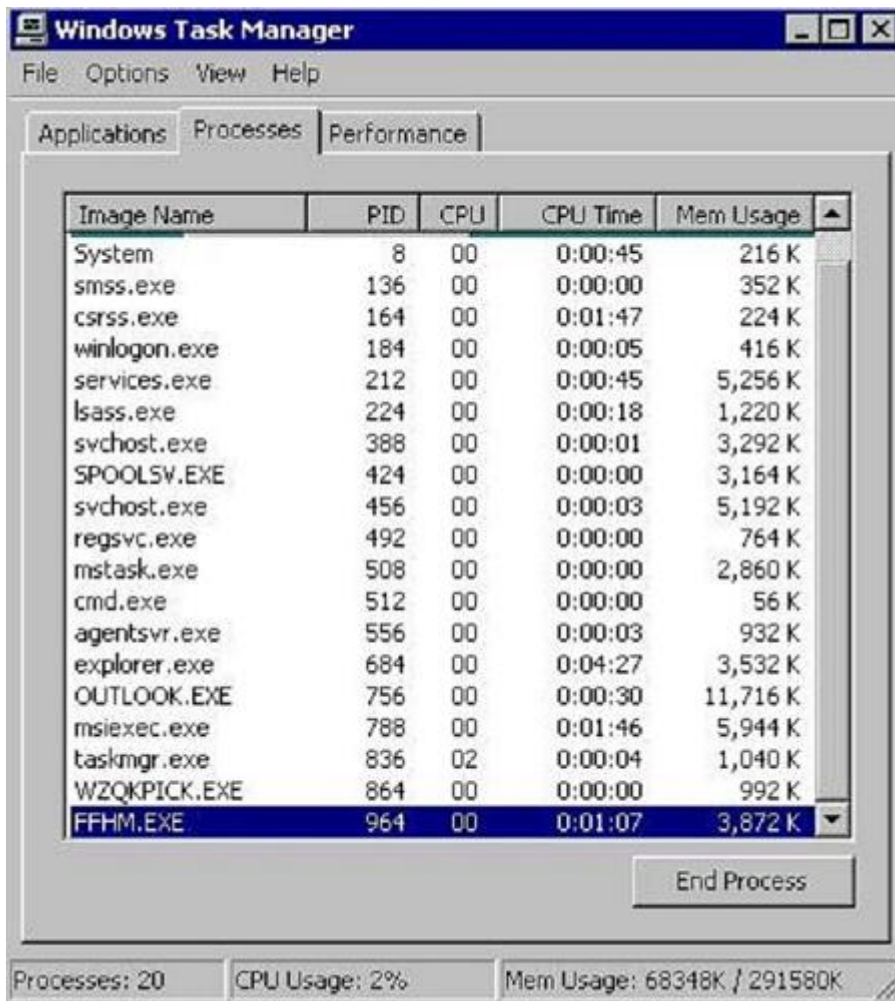 Windows Task Manager
File Options View Help
Applications Processes Performance
Image Name PID CPU CPU Time Mem Usage
System 8 00 0:00:45 216 K
smss.exe 136 00 0:00:00 352 K
csrss.exe 164 00 0:01:47 224 K
winlogon.exe 184 00 0:00:05 416 K
services.exe 212 00 0:00:45 5,256 K
lsass.exe 224 00 0:00:18 1,220 K
svchost.exe 388 00 0:00:01 3,292 K
SPOOLSV.EXE 424 00 0:00:00 3,164 K
svchost.exe 456 00 0:00:03 5,192 K
regsvc.exe 492 00 0:00:00 764 K
mstask.exe 508 00 0:00:00 2,860 K
cmd.exe 512 00 0:00:00 56 K
agentsvr.exe 556 00 0:00:03 932 K
explorer.exe 684 00 0:04:27 3,532 K
OUTLOOK.EXE 756 00 0:00:30 11,716 K
msiexec.exe 788 00 0:01:46 5,944 K
taskmgr.exe 836 02 0:00:04 1,040 K
WZQKPICK.EXE 864 00 0:00:00 992 K
FFHM.EXE 964 00 0:01:07 3,872 K
End Process
Processes: 20 CPU Usage: 2% Mem Usage: 68348K / 291580K